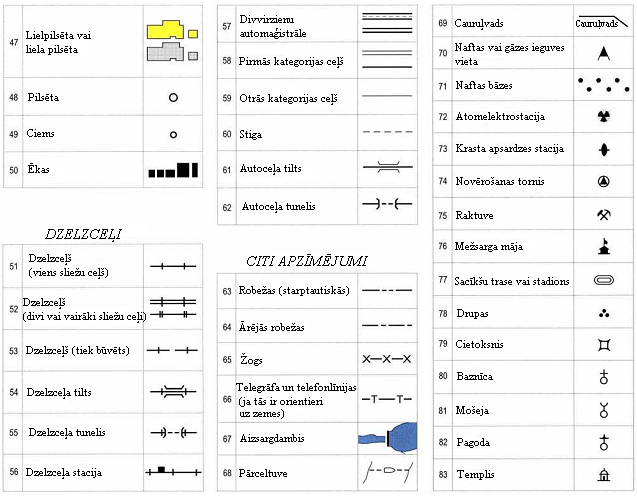 47 Lielpilsēta vai
liela pilsēta
48 Pilsēta
49 Ciems
50 Ēkas
DZELZCEĻI
51 Dzelzceļš
(viens sliežu ceļš)
52 Dzelzceļš
(divi vai vairāki sliežu ceļi)
53 Dzelzceļš (tiek būvēts)
54 Dzelzceļa tilts
55 Dzelzceļa tunelis
56 Dzelzceļa stacija
57 Divvirzienu
automaģistrāle
58 Pirmās kategorijas ceļš
59 Otrās kategorijas ceļš
60 Stiga
61 Autoceļa tilts
62 Autoceļa tunelis
CITI APZĪMĒJUMI
63 Robežas (starptautiskās)
64 Ārējās robežas
65 Žogs
66 Telegrāfa un telefonlīnijas
(ja tās ir orientieri
uz zemes)
T T
67 Aizsargdambis
68 Pārceltuve
69 Cauruļvads Cauruļvads
70 Naftas vai gāzes ieguves
vieta
71 Naftas bāzes
72 Atomelektrostacija
73 Krasta apsardzes stacija
74 Novērošanas tornis
75 Raktuve
76 Mežsarga māja
77 Sacīkšu trase vai stadions
78 Drupas
79 Cietoksnis
80 Baznīca
81 Mošeja
82 Pagoda
83 Templis